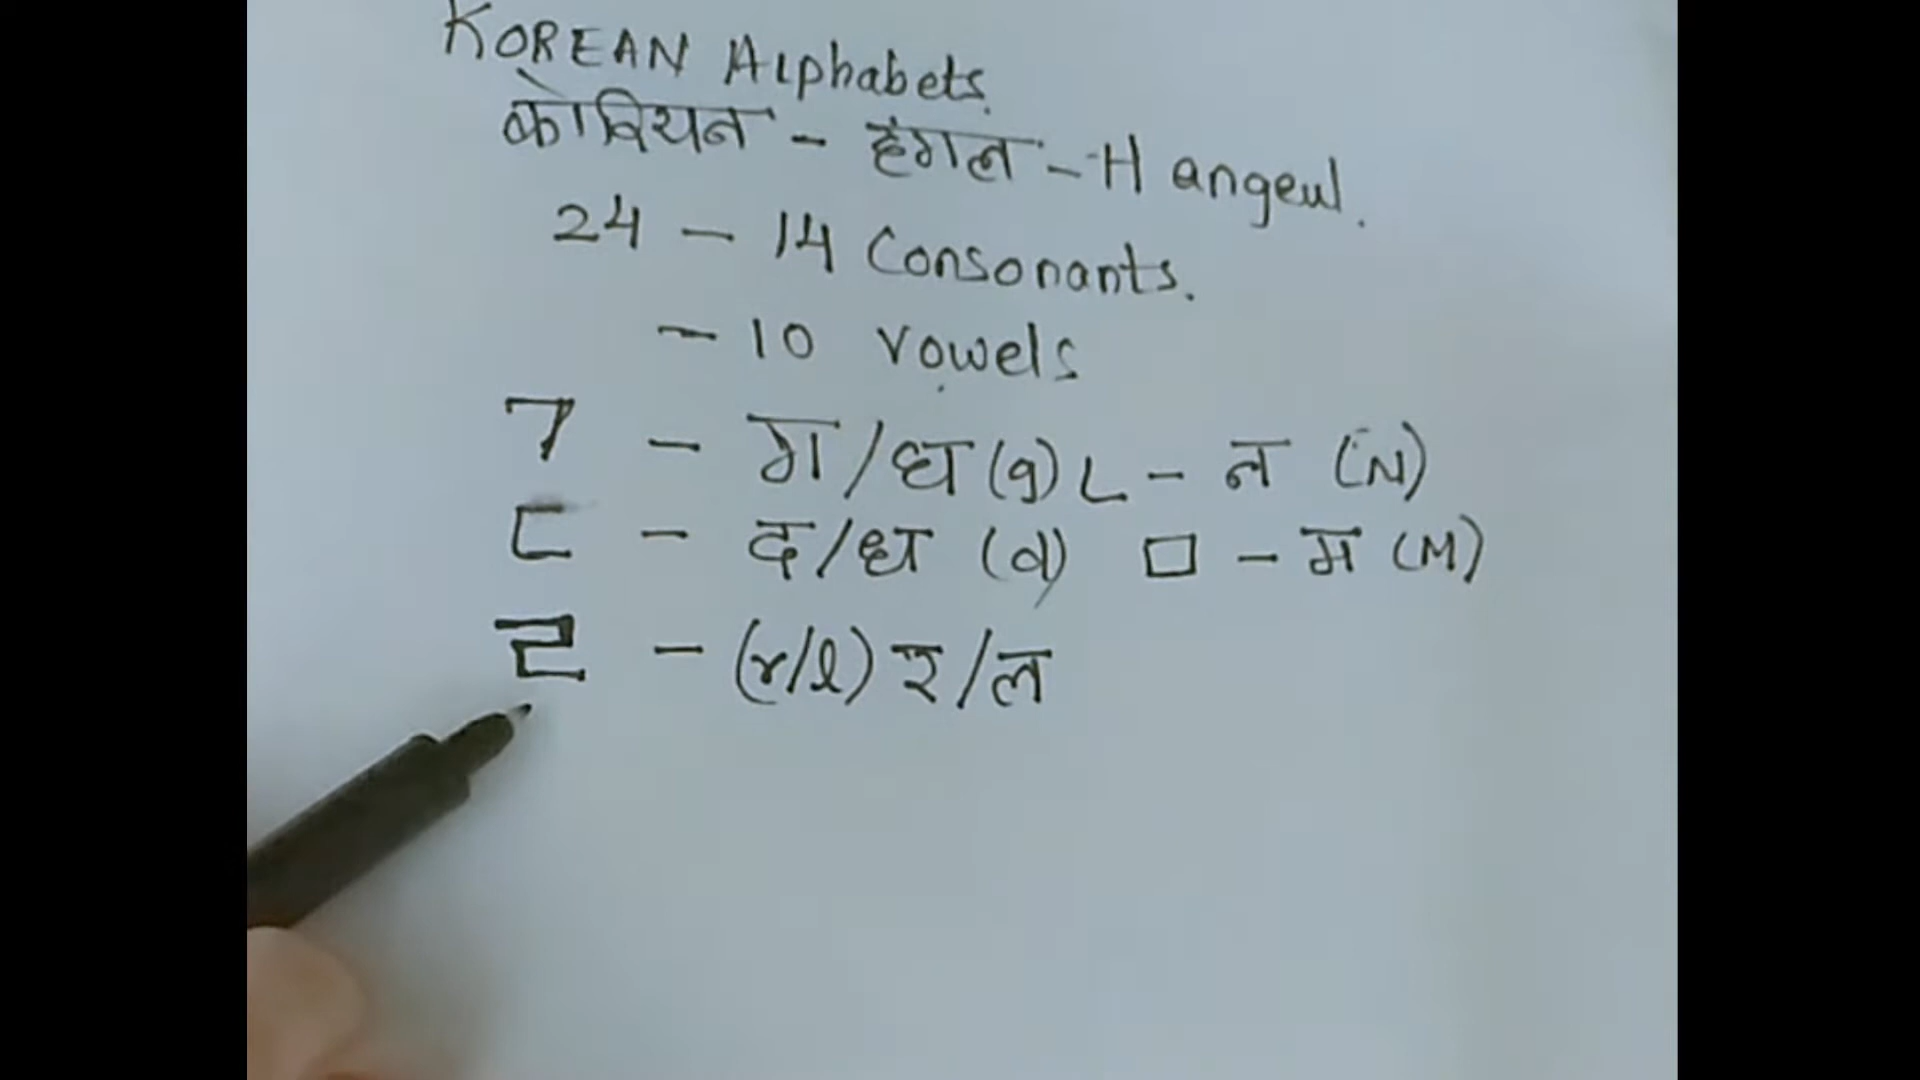 KOREAN Alphabets
कोरियन - हंगल - Hangeul.
24 - 14 Consonants.
- 10 vowels
ㄱ - ग/घ (g) ㄴ - न (N)
ㄷ - द/ध (d) ㅁ - म (M)
ㄹ - (r/l) र/ल